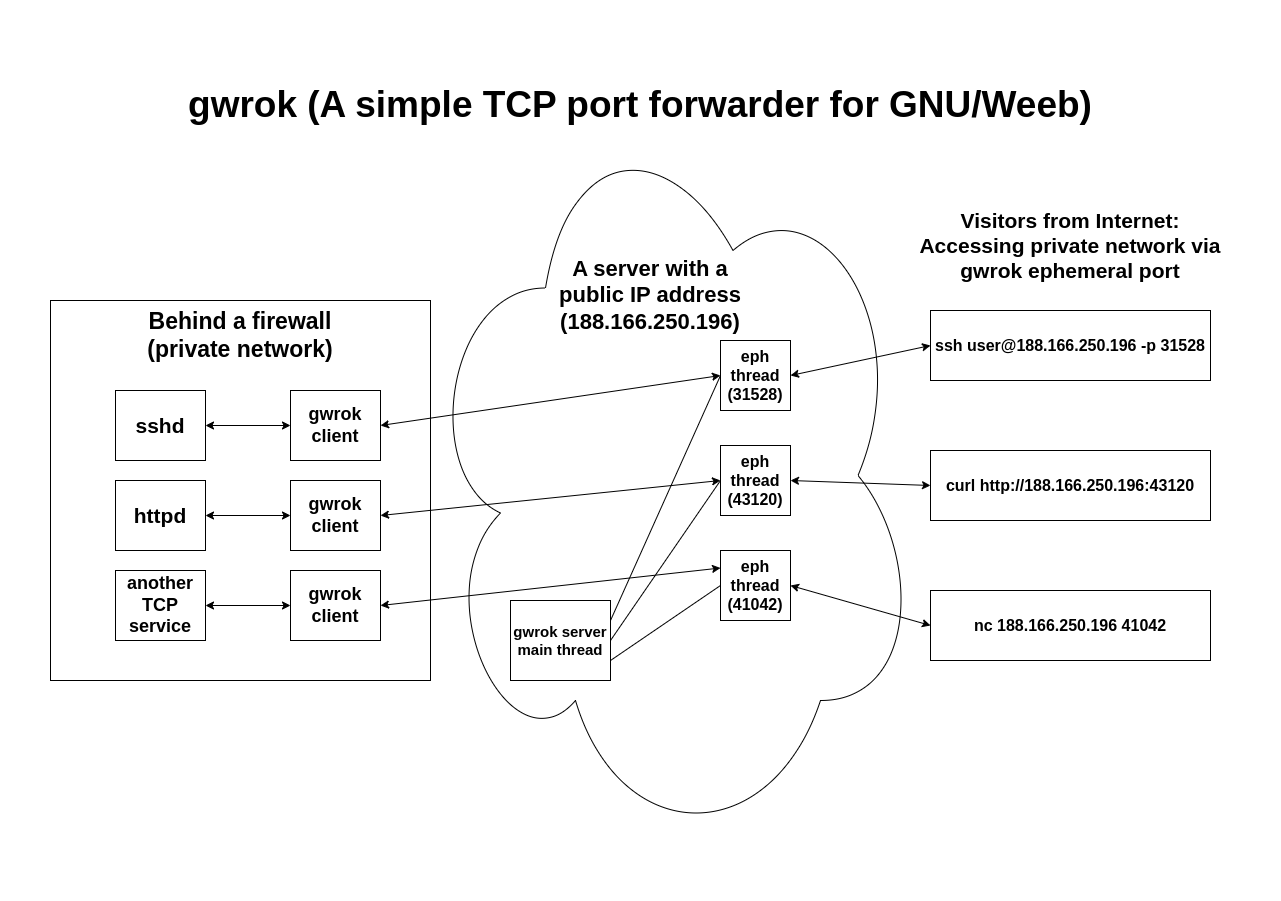 gwrok (A simple TCP port forwarder for GNU/Weeb)
Behind a firewall
(private network)
sshd
gwrok
client
httpd
gwrok
client
another
TCP
service
gwrok
client
A server with a
public IP address
(188.166.250.196)
eph
thread
(31528)
eph
thread
(43120)
eph
thread
(41042)
gwrok server
main thread
Visitors from Internet:
Accessing private network via
gwrok ephemeral port
ssh user@188.166.250.196 -p 31528
curl http://188.166.250.196:43120
nc 188.166.250.196 41042